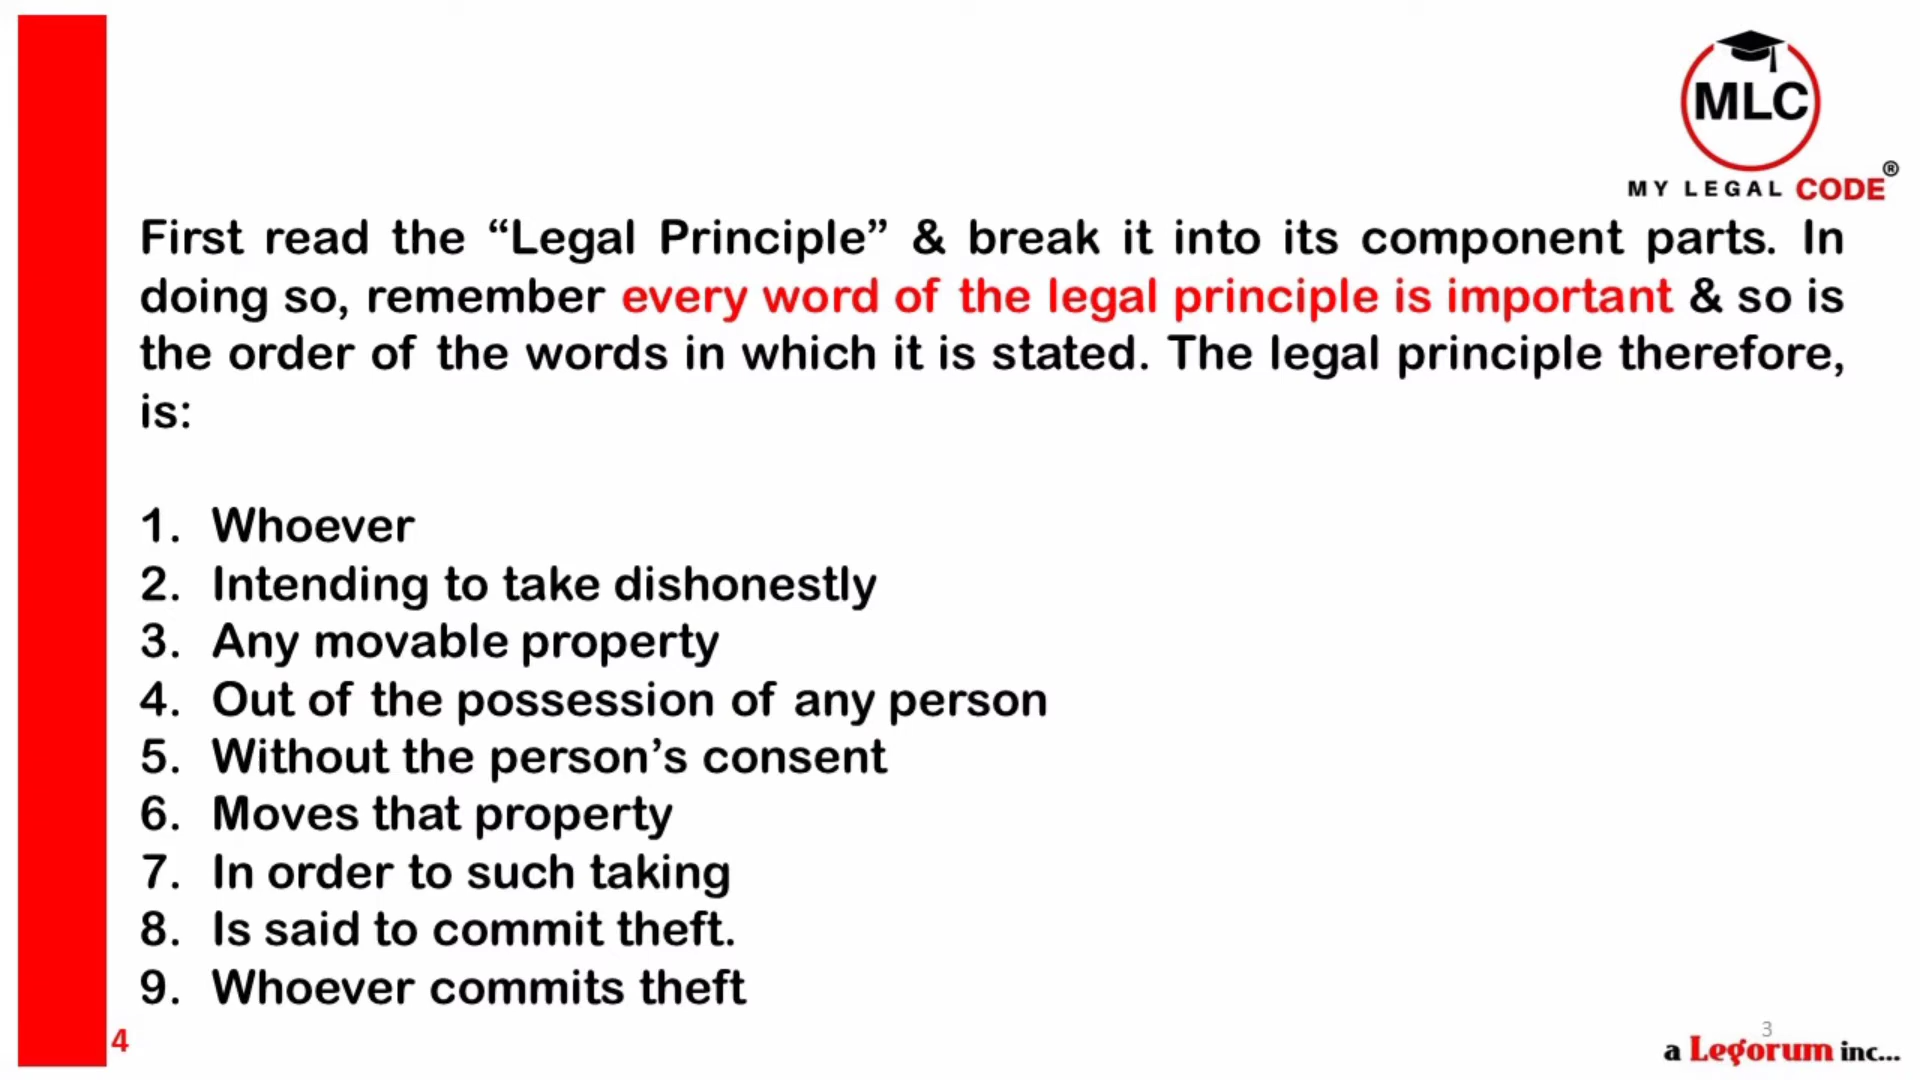 MLC
MY LEGAL CODE®
First read the “Legal Principle” & break it into its component parts. In
doing so, remember every word of the legal principle is important & so is
the order of the words in which it is stated. The legal principle therefore,
is:
1. Whoever
2. Intending to take dishonestly
3. Any movable property
4. Out of the possession of any person
5. Without the person’s consent
6. Moves that property
7. In order to such taking
8. Is said to commit theft.
9. Whoever commits theft
4
3
a Legorum inc...